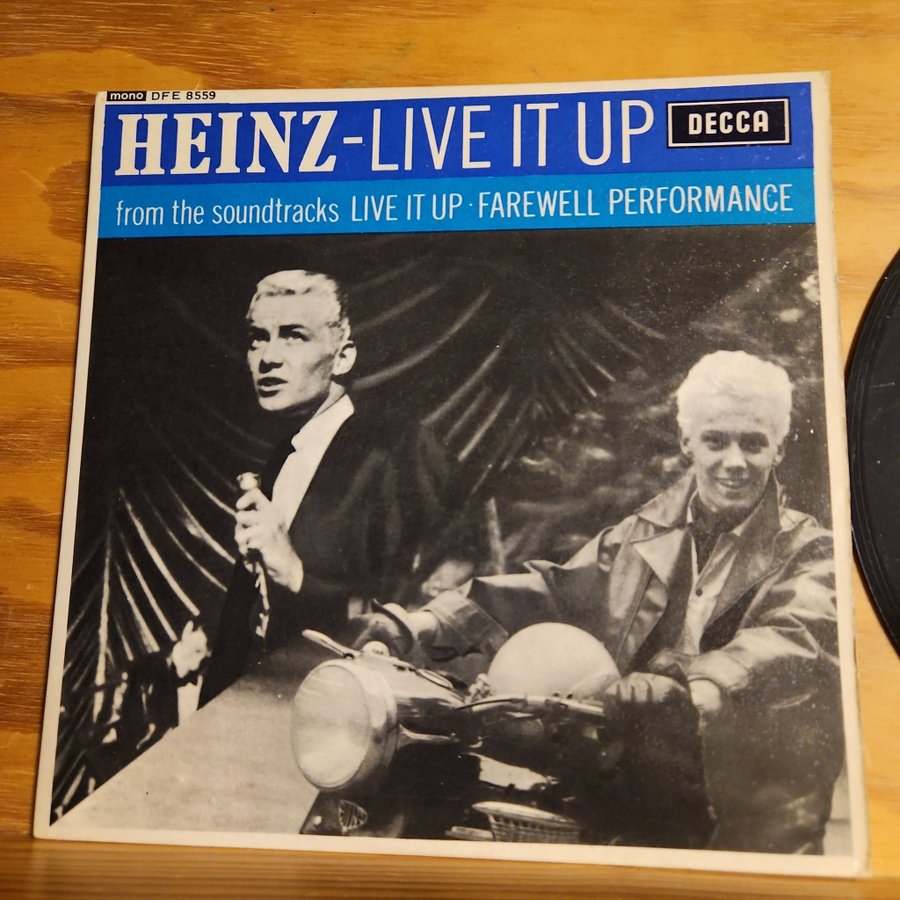 mono DFE 8559
HEINZ-LIVE IT UP
DECCA
from the soundtracks LIVE IT UP · FAREWELL PERFORMANCE